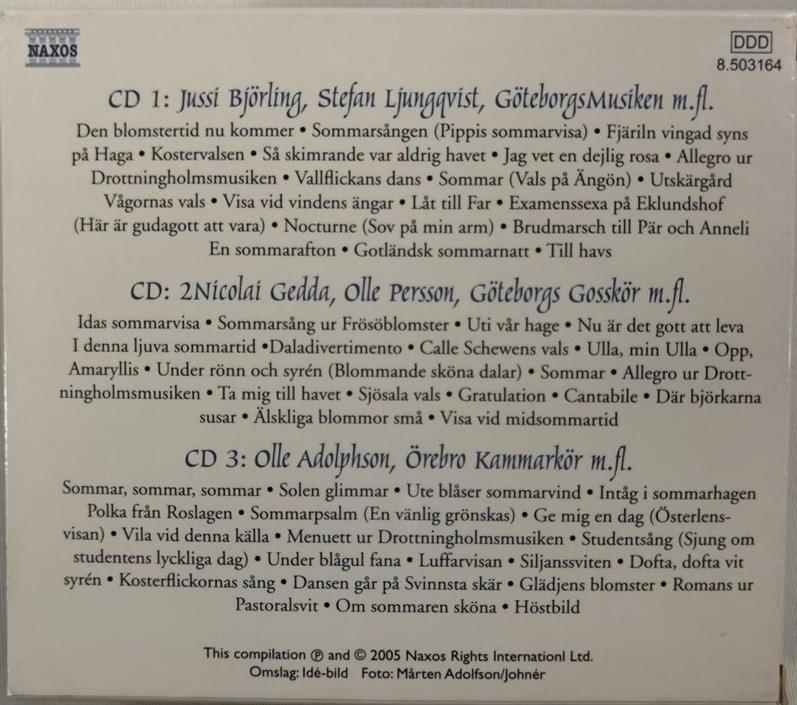 NAXOS
DDD
8.503164
CD 1: Jussi Björling, Stefan Ljungqvist, GöteborgsMusiken m.fl.
Den blomstertid nu kommer • Sommarsången (Pippis sommarvisa) • Fjäriln vingad syns
på Haga • Kostervalsen • Så skimrande var aldrig havet • Jag vet en dejlig rosa • Allegro ur
Drottningholmsmusiken • Vallflickans dans • Sommar (Vals på Ängön) • Utskärgård
Vågornas vals • Visa vid vindens ängar • Låt till Far • Examenssexa på Eklundshof
(Här är gudagott att vara) • Nocturne (Sov på min arm) • Brudmarsch till Pär och Anneli
En sommarafton • Gotländsk sommarnatt • Till havs
CD: 2Nicolai Gedda, Olle Persson, Göteborgs Gosskör m.fl.
Idas sommarvisa • Sommarsång ur Frösöblomster • Uti vår hage • Nu är det gott att leva
I denna ljuva sommartid •Daladivertimento • Calle Schewens vals • Ulla, min Ulla • Opp,
Amaryllis • Under rönn och syrén (Blommande sköna dalar) • Sommar • Allegro ur Drott-
ningholmsmusiken • Ta mig till havet • Sjösala vals • Gratulation • Cantabile • Där björkarna
susar • Älskliga blommor små • Visa vid midsommartid
CD 3: Olle Adolphson, Örebro Kammarkör m.fl.
Sommar, sommar, sommar • Solen glimmar • Ute blåser sommarvind • Intåg i sommarhagen
Polka från Roslagen • Sommarpsalm (En vänlig grönskas) • Ge mig en dag (Österlens-
visan) • Vila vid denna källa • Menuett ur Drottningholmsmusiken • Studentsång (Sjung om
studentens lyckliga dag) • Under blågul fana • Luffarvisan • Siljanssviten • Dofta, dofta vit
syrén • Kosterflickornas sång • Dansen går på Svinnsta skär • Glädjens blomster • Romans ur
Pastoralsvit • Om sommaren sköna • Höstbild
This compilation ℗ and © 2005 Naxos Rights Internationl Ltd.
Omslag: Idé-bild Foto: Mårten Adolfson/Johnér